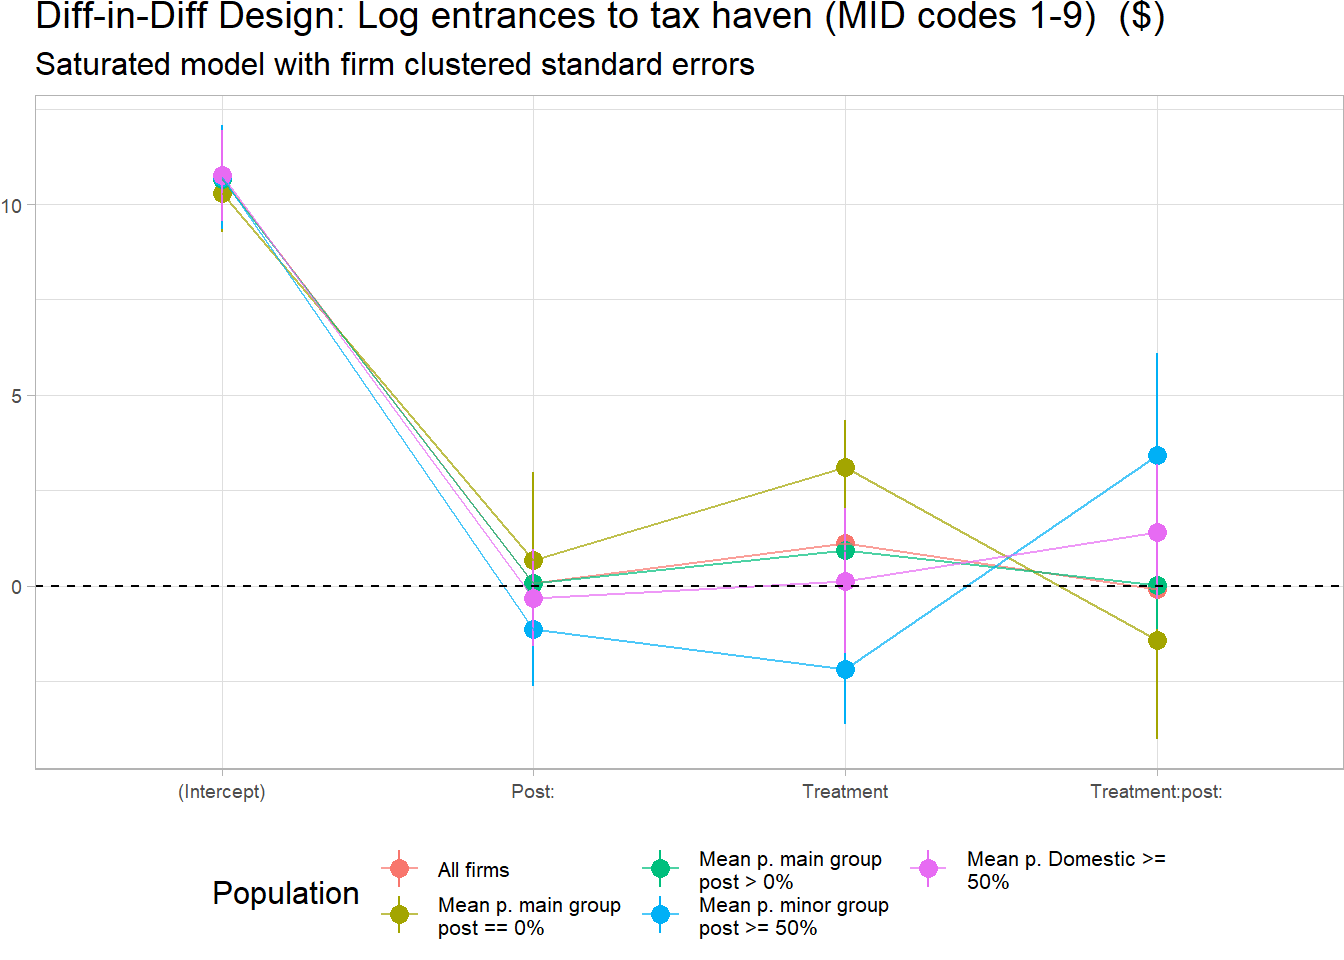 Diff-in-Diff Design: Log entrances to tax haven (MID codes 1-9)  ($)
Saturated model with firm clustered standard errors
10
5
0
(Intercept)
Post:
Treatment
Treatment:post:
Population
All firms
Mean p. main group
post == 0%
Mean p. main group
post > 0%
Mean p. minor group
post >= 50%
Mean p. Domestic >=
50%